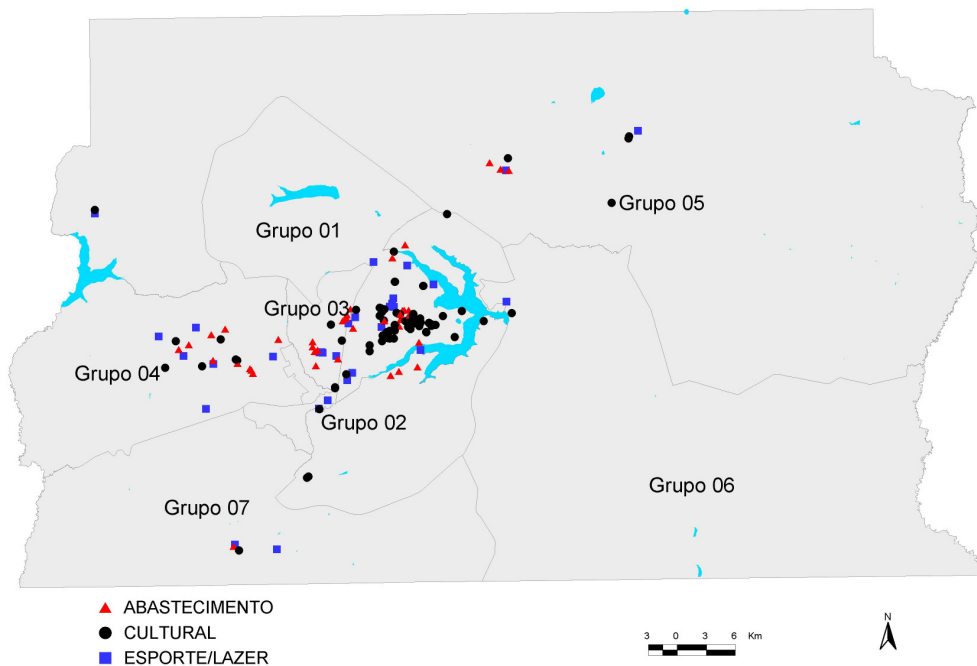 Grupo 05
Grupo 01
Grupo 03
Grupo 04
Grupo 02
Grupo 06
Grupo 07
ABASTECIMENTO
CULTURAL
ESPORTE/LAZER
3 0 3 6 Km
N